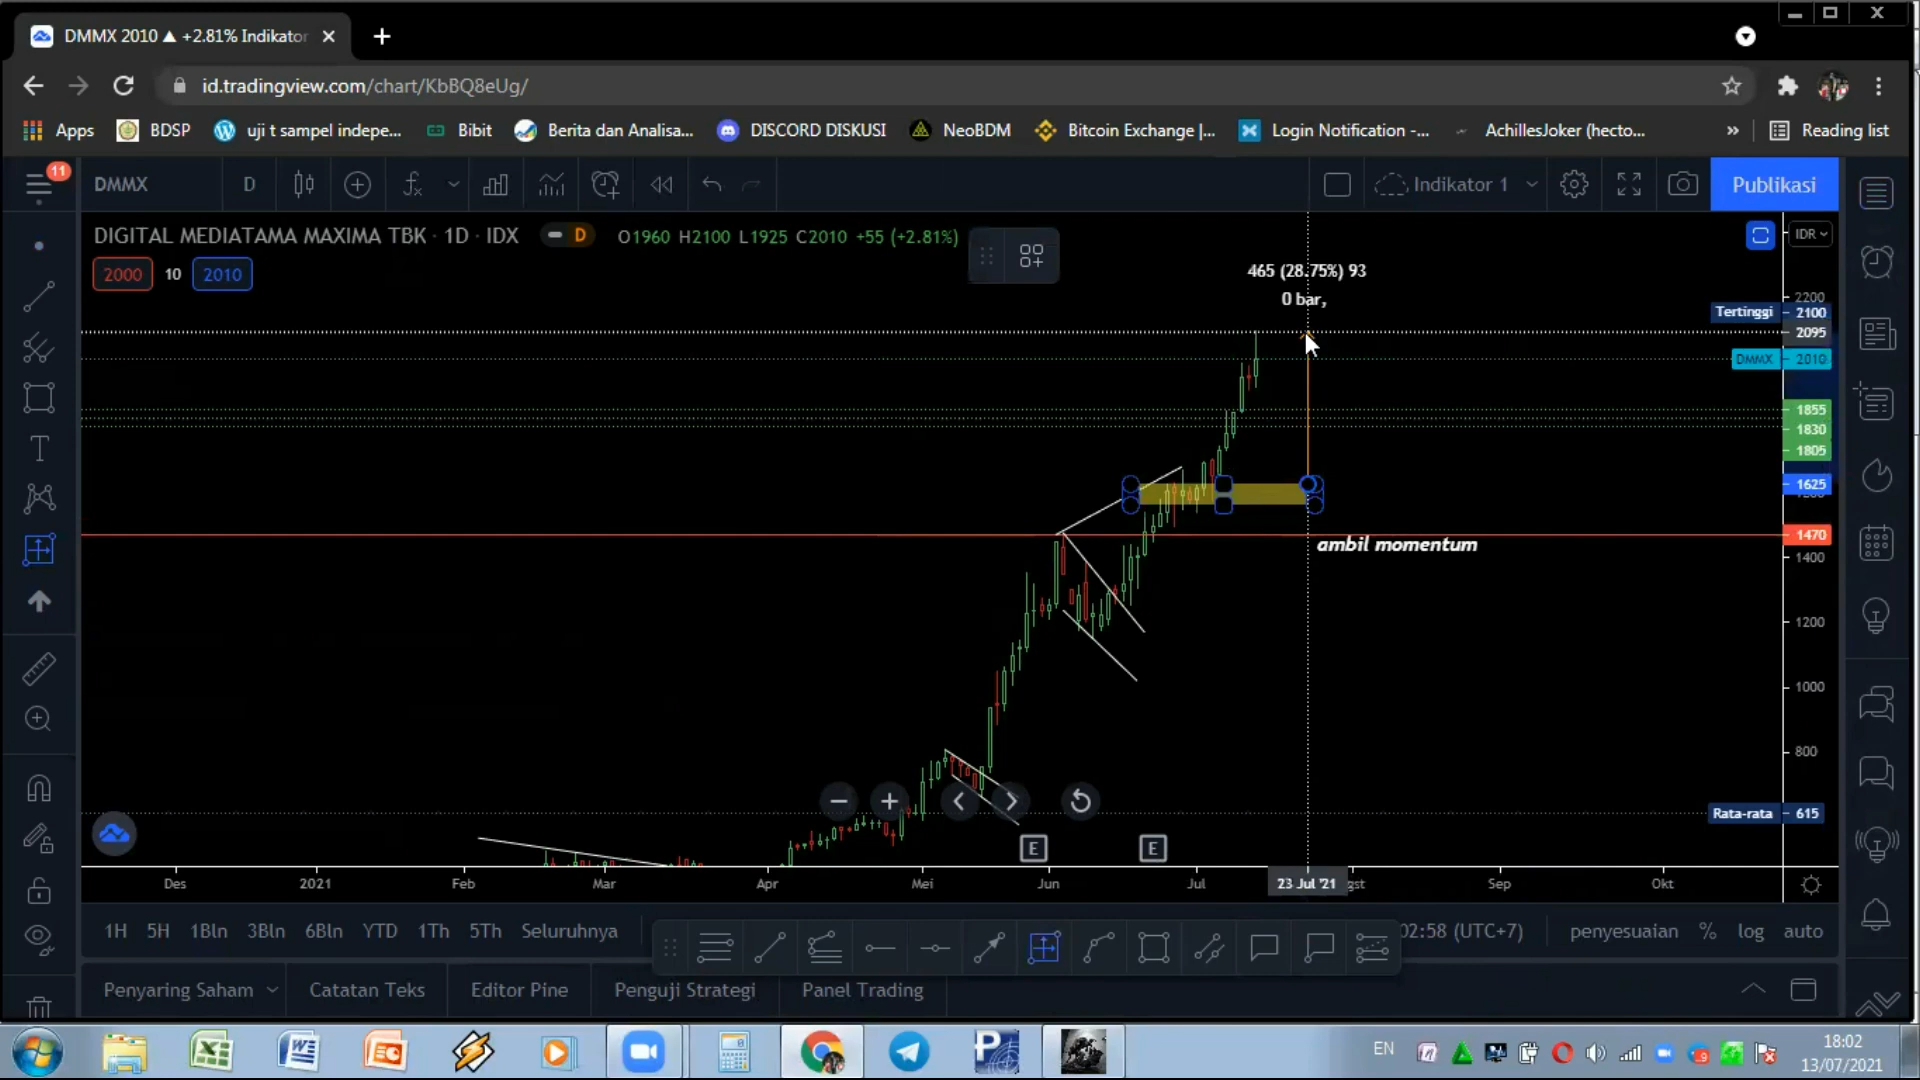 DMMX 2010 ▲ +2.81% Indikator
id.tradingview.com/chart/KbBQ8eUg/
Apps BDSP uji t sampel indepe... Bibit Berita dan Analisa... DISCORD DISKUSI NeoBDM Bitcoin Exchange |... Login Notification -... AchillesJoker (hecto... » Reading list
11
DMMX D Indikator 1 Publikasi
DIGITAL MEDIATAMA MAXIMA TBK · 1D · IDX D O1960 H2100 L1925 C2010 +55 (+2.81%) IDR
2000 10 2010
465 (28.75%) 93
0 bar,
2200
Tertinggi 2100
2095
DMMX 2010
1855
1830
1805
1625
1470
ambil momentum
1400
1200
1000
800
Rata-rata 615
E E
Des 2021 Feb Mar Apr Mei Jun Jul 23 Jul '21 gst Sep Okt
1H 5H 1Bln 3Bln 6Bln YTD 1Th 5Th Seluruhnya 02:58 (UTC+7) penyesuaian % log auto
Penyaring Saham Catatan Teks Editor Pine Penguji Strategi Panel Trading
EN 18:02
13/07/2021